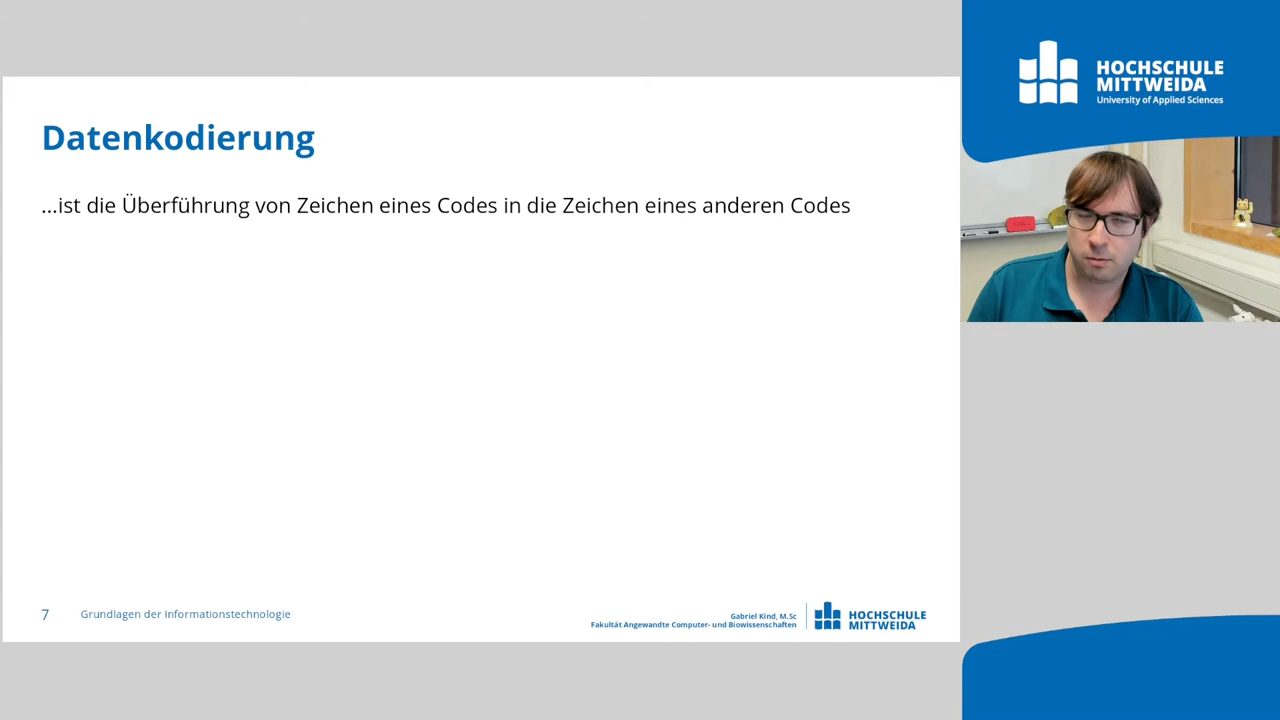 Datenkodierung
...ist die Überführung von Zeichen eines Codes in die Zeichen eines anderen Codes
7 Grundlagen der Informationstechnologie
Gabriel Kind, M.Sc
Fakultät Angewandte Computer- und Biowissenschaften
HOCHSCHULE
MITTWEIDA
HOCHSCHULE
MITTWEIDA
University of Applied Sciences